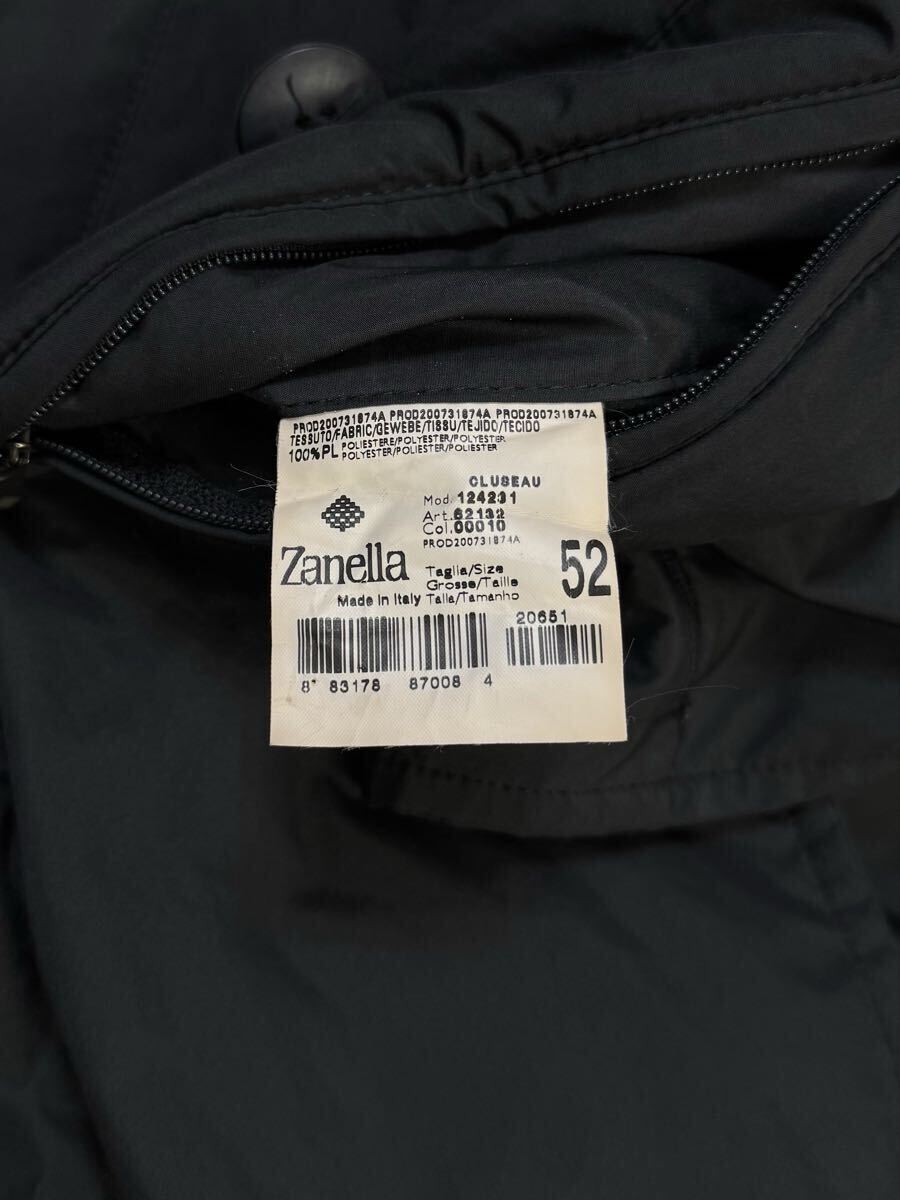 PROD200731874A PROD200731874A PROD200731874A
TESSUTO/FABRIC/GEWEBE/TISSU/TEJIDO/TECIDO
100%PL POLIESTERE/POLYESTER/POLYESTER
POLYESTER/POLIESTER/POLIESTER
CLUSEAU
Mod. 124231
Art. 62132
Col. 00010
PROD200731874A
Zanella
Taglia/Size
Grosse/Taille
Talla/Tamanho
52
Made in Italy
20651
8 83178 87008 4